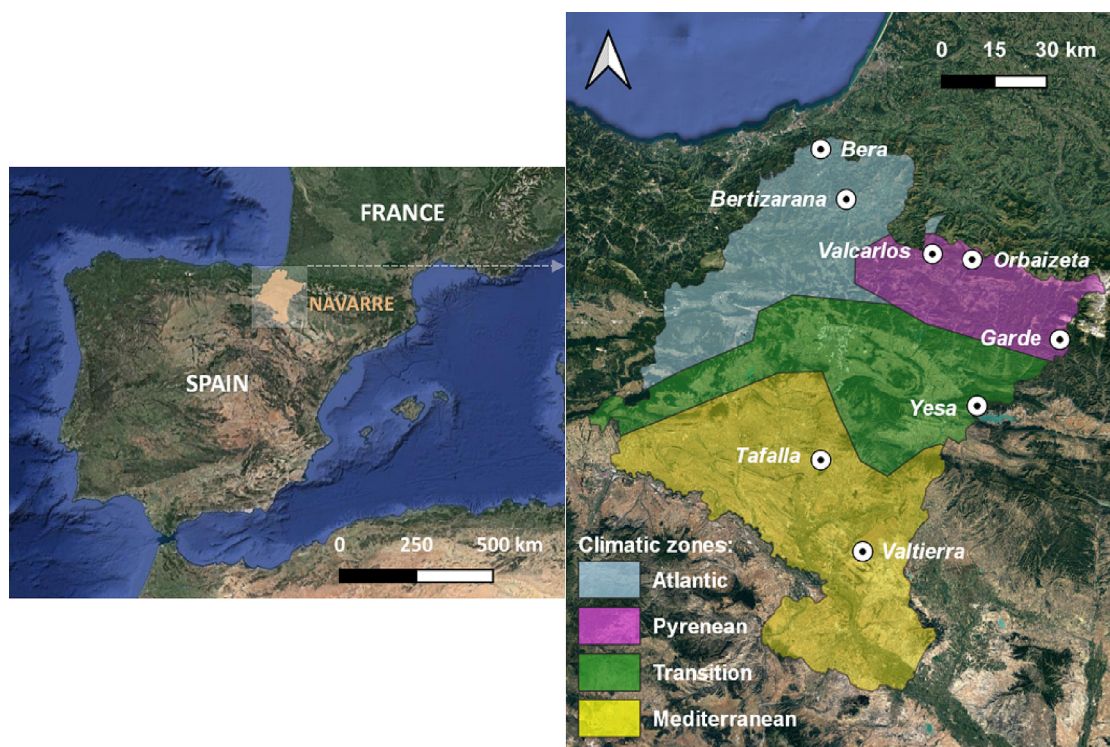 FRANCE
NAVARRE
SPAIN
0 250 500 km
0 15 30 km
Bera
Bertizarana
Valcarlos
Orbaizeta
Garde
Yesa
Tafalla
Valtierra
Climatic zones:
Atlantic
Pyrenean
Transition
Mediterranean